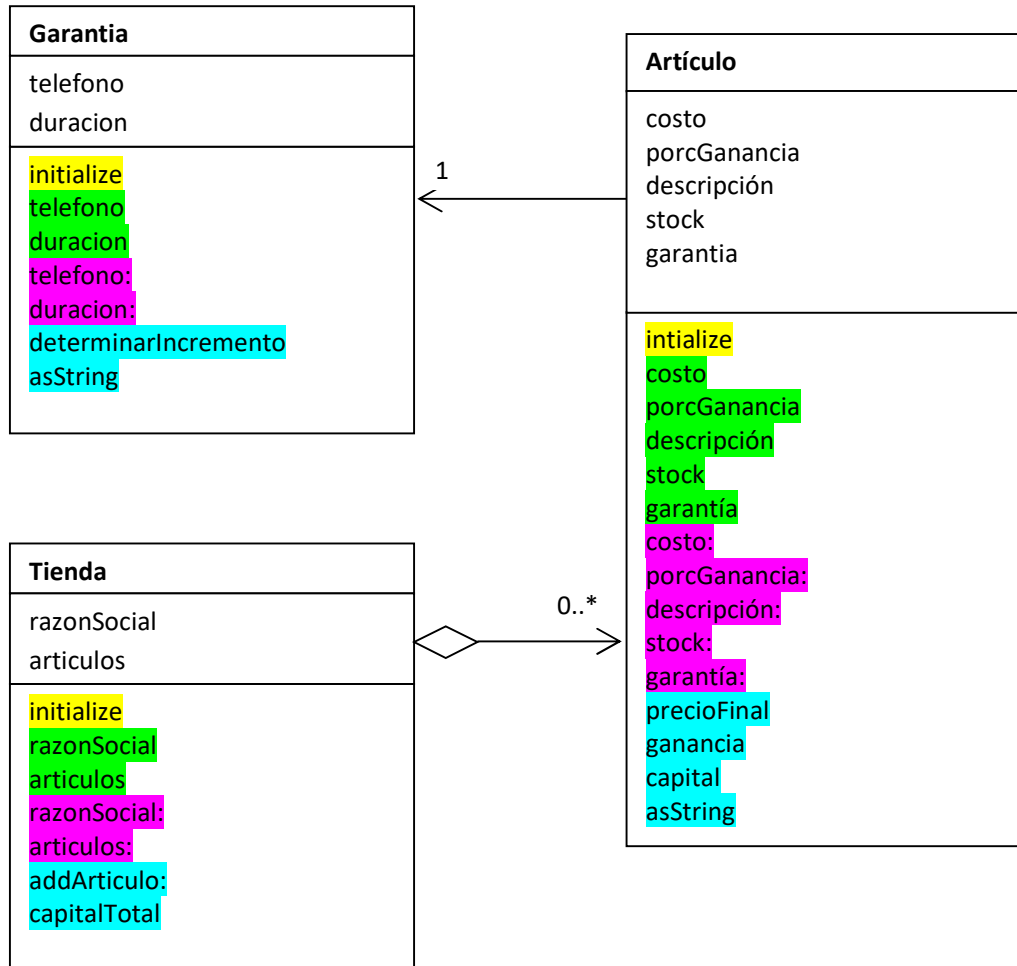 Garantia
telefono
duracion
initialize
telefono
duracion
telefono:
duracion:
determinarIncremento
asString
1
Artículo
costo
porcGanancia
descripción
stock
garantia
intialize
costo
porcGanancia
descripción
stock
garantía
costo:
porcGanancia:
descripción:
stock:
garantía:
precioFinal
ganancia
capital
asString
Tienda
razonSocial
articulos
initialize
razonSocial
articulos
razonSocial:
articulos:
addArticulo:
capitalTotal
0..*